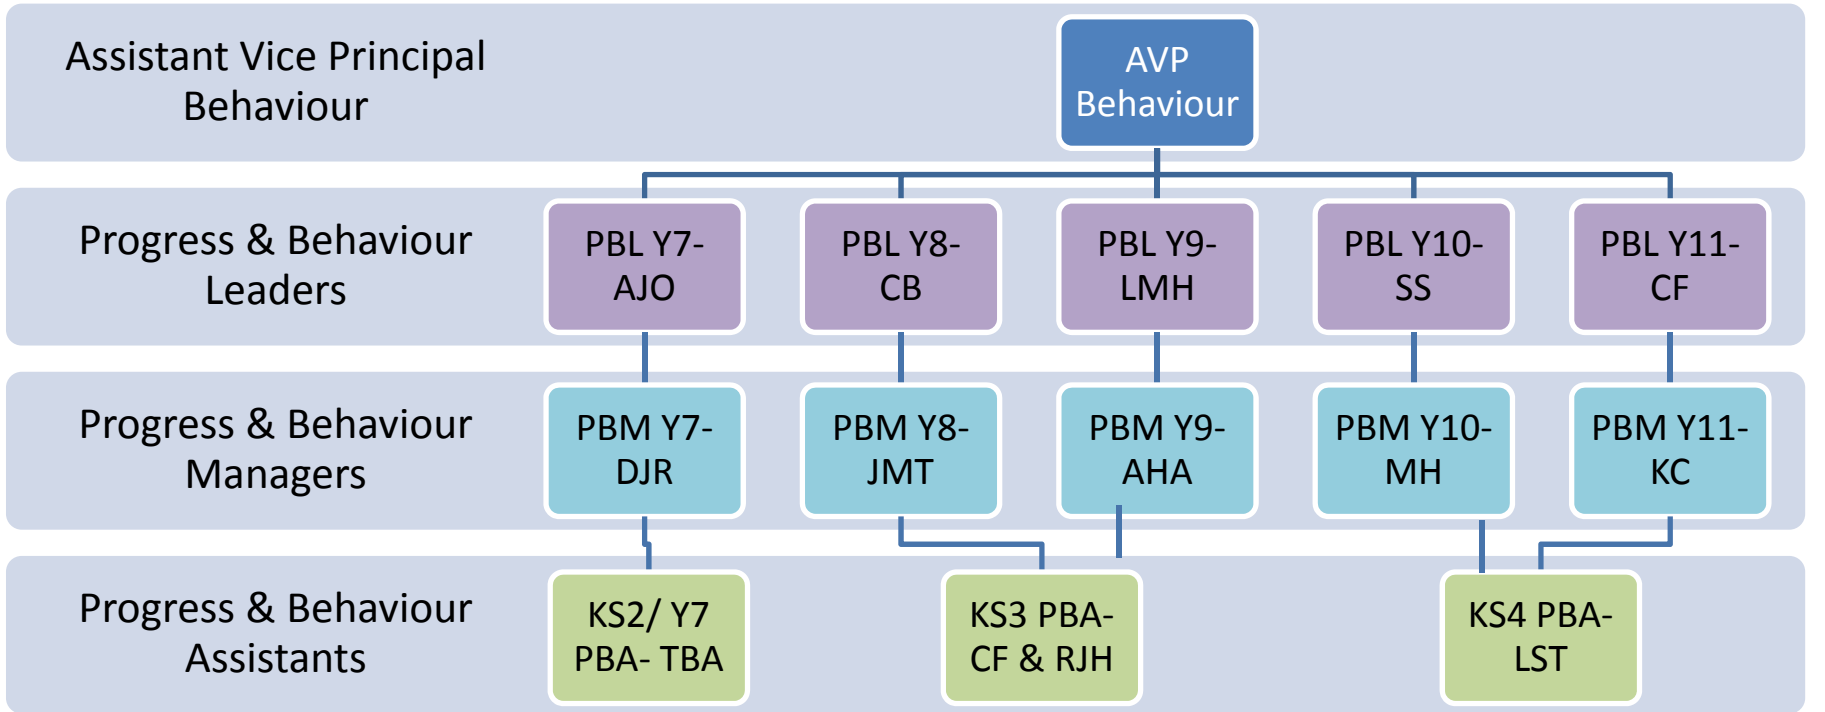 Assistant Vice Principal
Behaviour
AVP
Behaviour
Progress & Behaviour
Leaders
PBL Y7-
AJO
PBL Y8-
CB
PBL Y9-
LMH
PBL Y10-
SS
PBL Y11-
CF
Progress & Behaviour
Managers
PBM Y7-
DJR
PBM Y8-
JMT
PBM Y9-
AHA
PBM Y10-
MH
PBM Y11-
KC
Progress & Behaviour
Assistants
KS2/ Y7
PBA- TBA
KS3 PBA-
CF & RJH
KS4 PBA-
LST